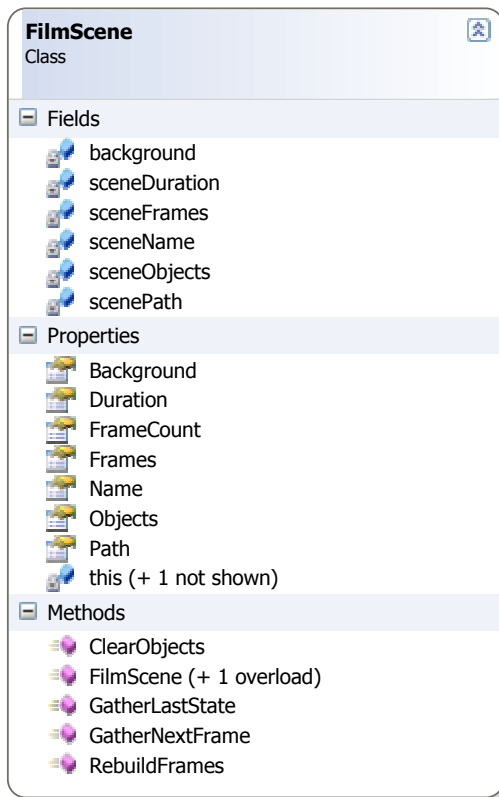 FilmScene
Class
Fields
background
sceneDuration
sceneFrames
sceneName
sceneObjects
scenePath
Properties
Background
Duration
FrameCount
Frames
Name
Objects
Path
this (+ 1 not shown)
Methods
ClearObjects
FilmScene (+ 1 overload)
GatherLastState
GatherNextFrame
RebuildFrames